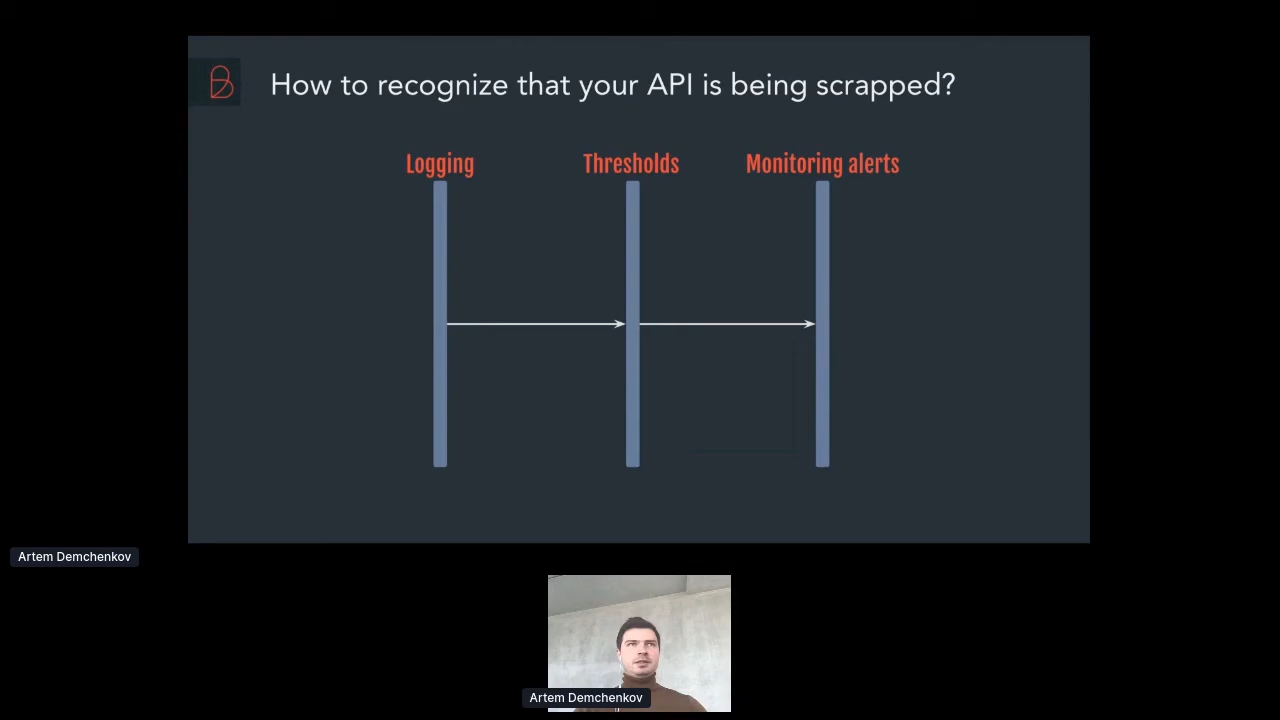 How to recognize that your API is being scrapped?
Logging
Thresholds
Monitoring alerts
Artem Demchenkov
Artem Demchenkov